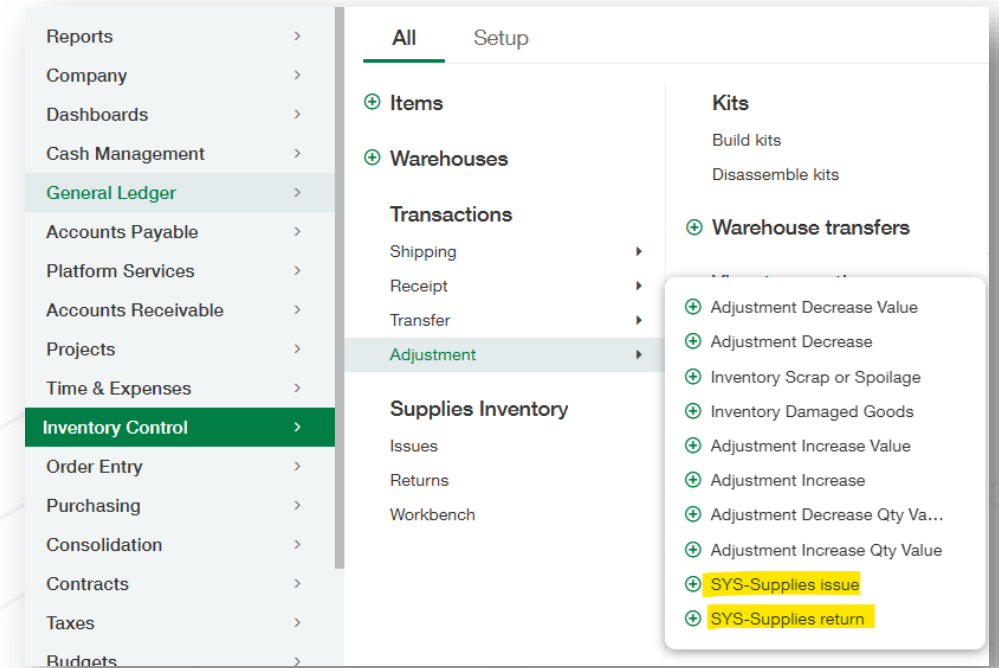 Reports
Company
Dashboards
Cash Management
General Ledger
Accounts Payable
Platform Services
Accounts Receivable
Projects
Time & Expenses
Inventory Control
Order Entry
Purchasing
Consolidation
Contracts
Taxes
Budgets
All Setup
Items
Warehouses
Transactions
Shipping
Receipt
Transfer
Adjustment
Supplies Inventory
Issues
Returns
Workbench
Kits
Build kits
Disassemble kits
Warehouse transfers
Adjustment Decrease Value
Adjustment Decrease
Inventory Scrap or Spoilage
Inventory Damaged Goods
Adjustment Increase Value
Adjustment Increase
Adjustment Decrease Qty Va...
Adjustment Increase Qty Value
SYS-Supplies issue
SYS-Supplies return